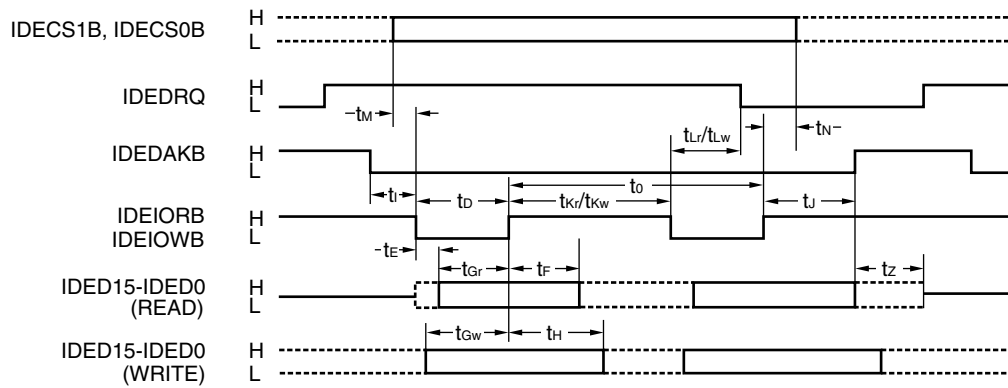 IDECS1B, IDECS0B H
L
IDEDRQ H
L
tM tN
tLr/tLw
IDEDAKB H
L
t0
tI tD tKr/tKw tJ
IDEIORB H
IDEIOWB L
tE
tGr tF tZ
IDED15-IDED0 H
(READ) L
tGw tH
IDED15-IDED0 H
(WRITE) L